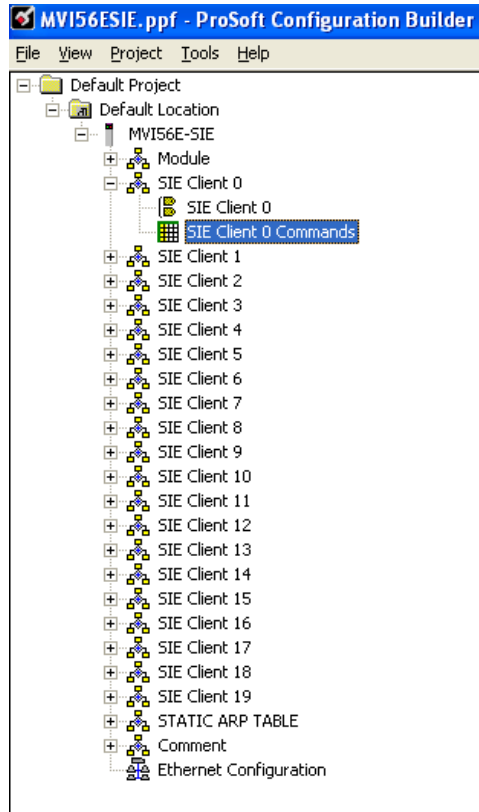 MVI56ESIE.ppf - ProSoft Configuration Builder
File View Project Tools Help
Default Project
Default Location
MVI56E-SIE
Module
SIE Client 0
SIE Client 0
SIE Client 0 Commands
SIE Client 1
SIE Client 2
SIE Client 3
SIE Client 4
SIE Client 5
SIE Client 6
SIE Client 7
SIE Client 8
SIE Client 9
SIE Client 10
SIE Client 11
SIE Client 12
SIE Client 13
SIE Client 14
SIE Client 15
SIE Client 16
SIE Client 17
SIE Client 18
SIE Client 19
STATIC ARP TABLE
Comment
Ethernet Configuration